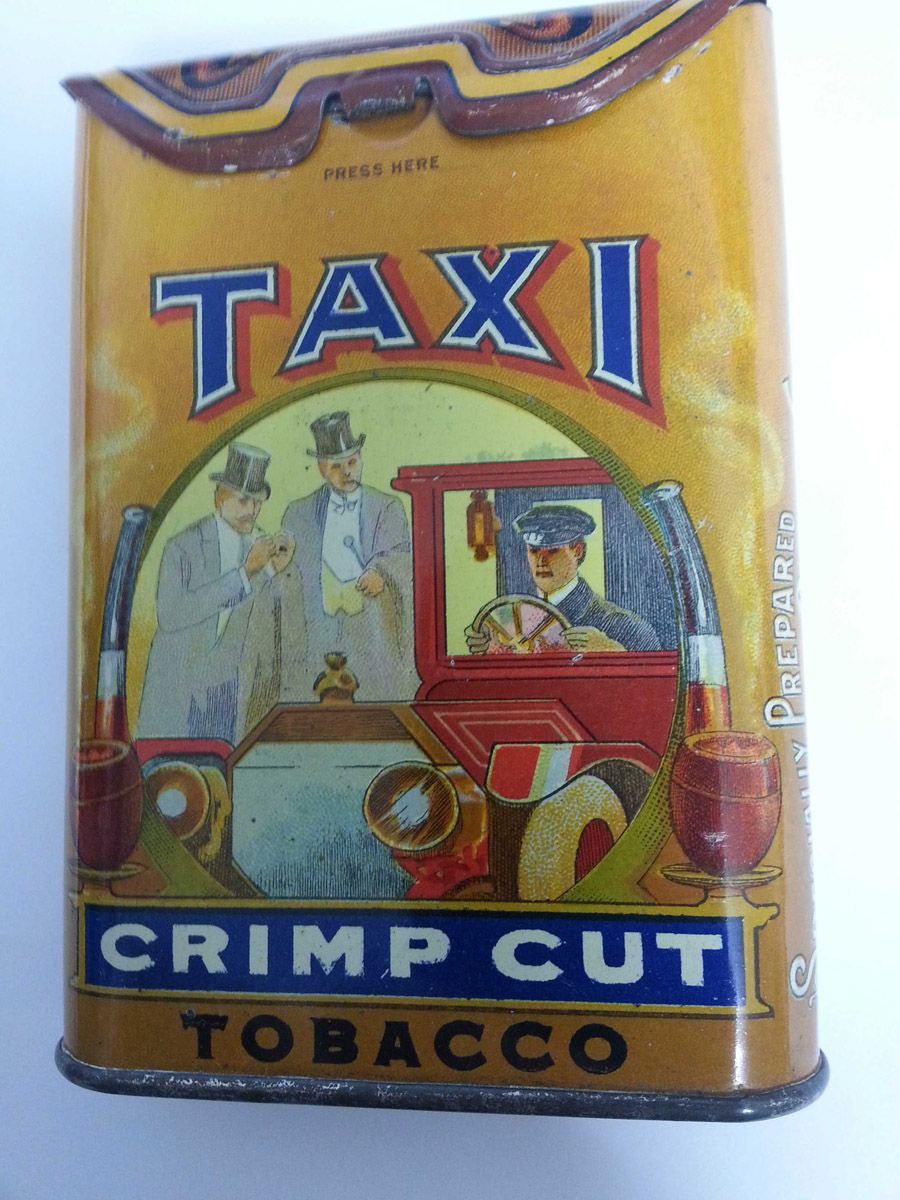 PRESS HERE
TAXI
CRIMP CUT
TOBACCO
PREPARED